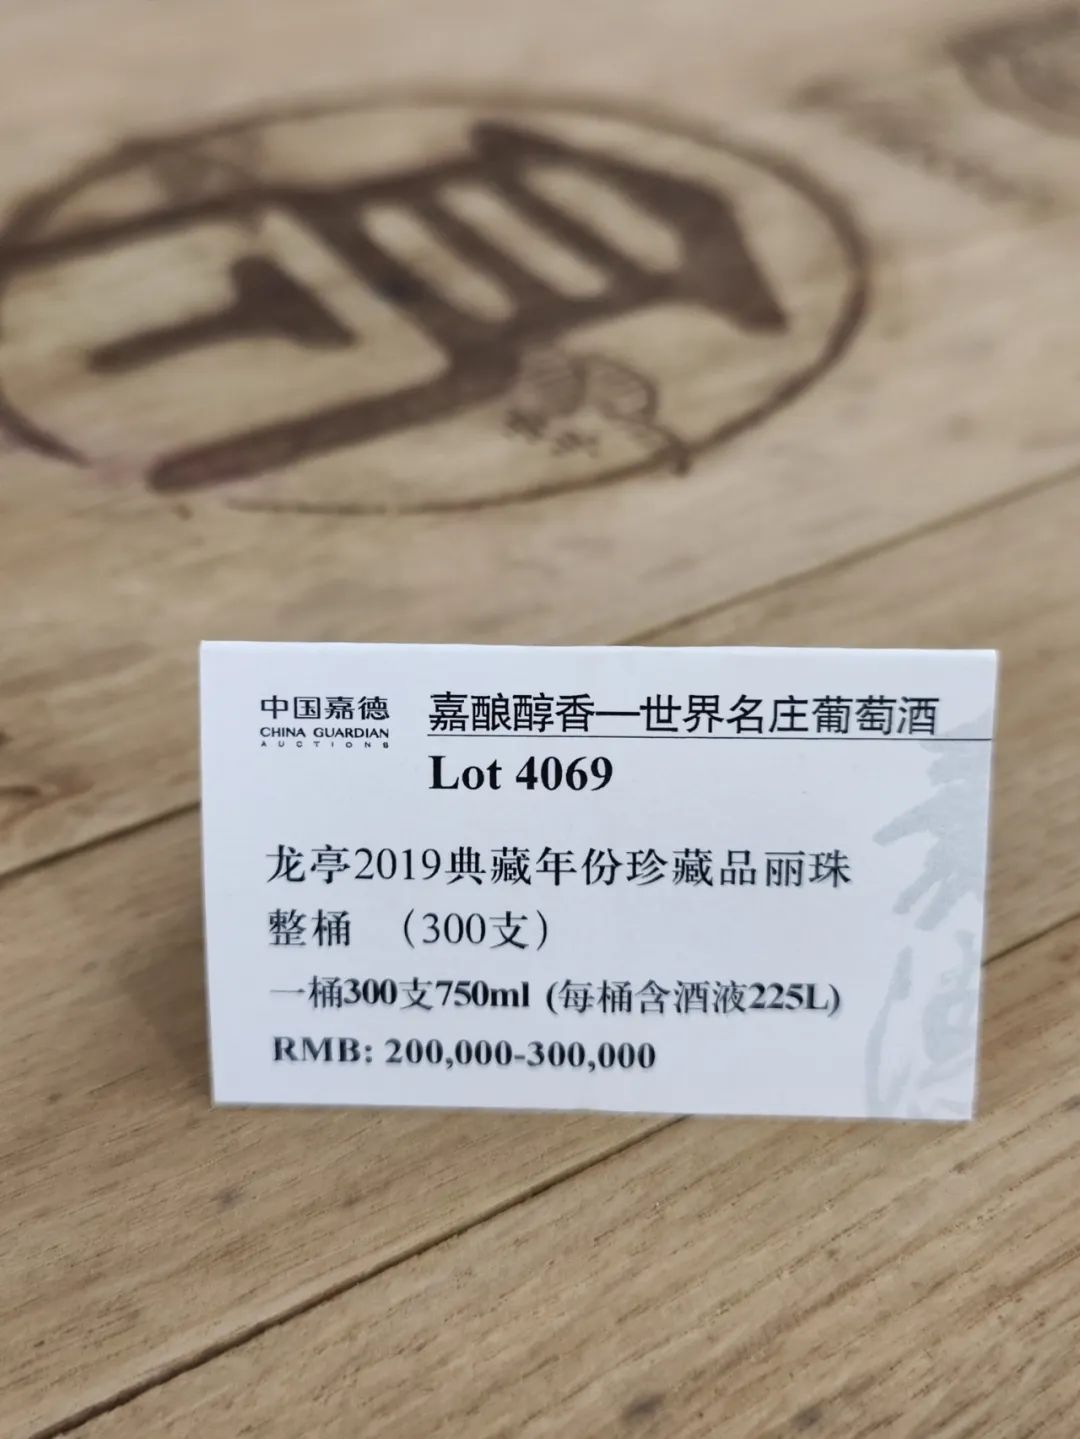 中国嘉德
CHINA GUARDIAN
AUCTIONS
嘉酿醇香—世界名庄葡萄酒
Lot 4069
龙亭2019典藏年份珍藏品丽珠
整桶 （300支）
一桶300支750ml (每桶含酒液225L)
RMB: 200,000-300,000